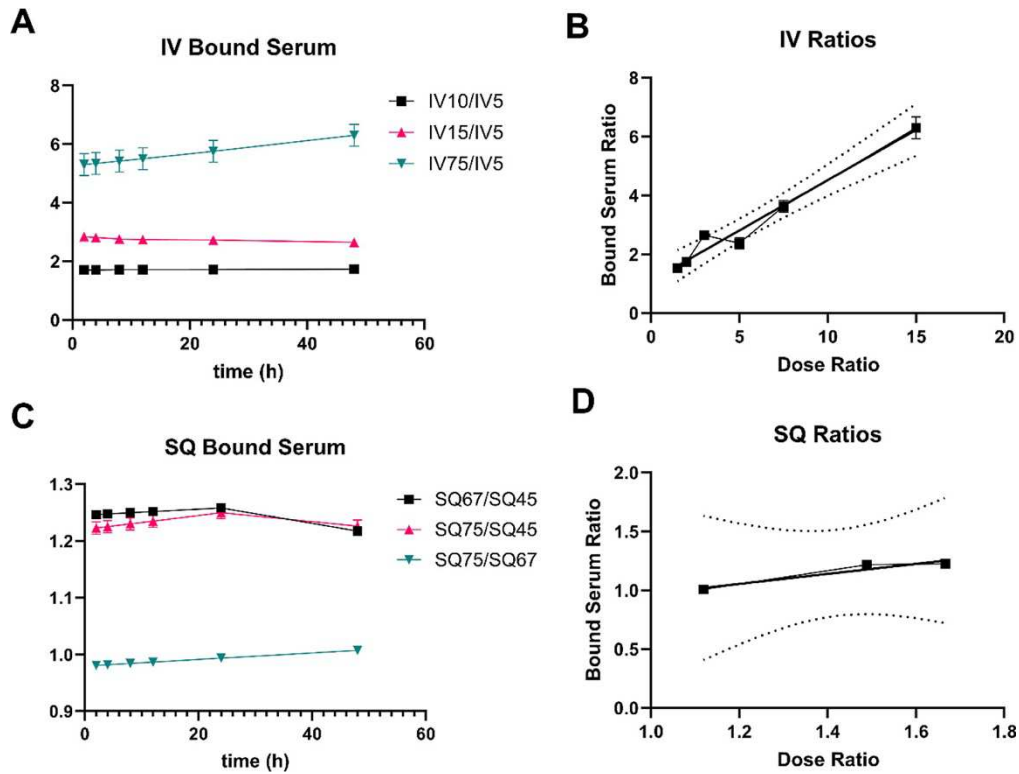 A
IV Bound Serum
8
6
4
2
0
0 20 40 60
time (h)
IV10/IV5
IV15/IV5
IV75/IV5
B
IV Ratios
Bound Serum Ratio
8
6
4
2
0
0 5 10 15 20
Dose Ratio
C
SQ Bound Serum
1.3
1.2
1.0
0.9
0 20 40 60
time (h)
SQ67/SQ45
SQ75/SQ45
SQ75/SQ67
D
SQ Ratios
Bound Serum Ratio
2.0
1.5
1.0
0.5
0.0
1.0 1.2 1.4 1.6 1.8
Dose Ratio